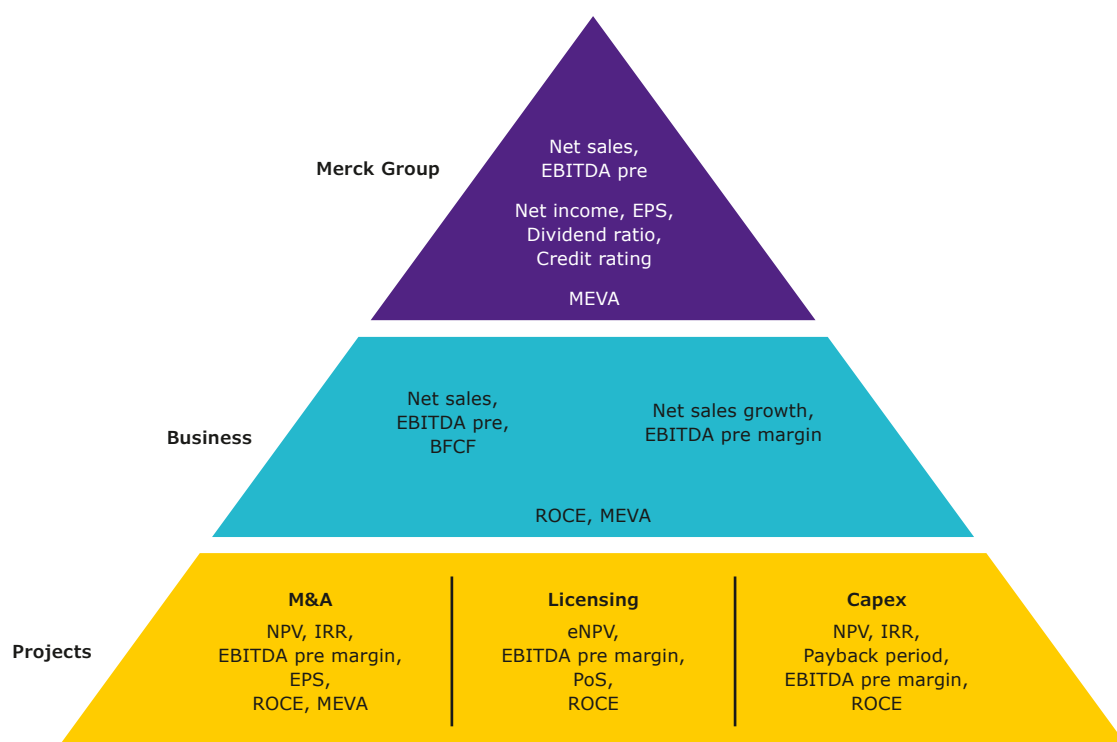 Merck Group
Net sales,
EBITDA pre
Net income, EPS,
Dividend ratio,
Credit rating
MEVA
Business
Net sales,
EBITDA pre,
BFCF
Net sales growth,
EBITDA pre margin
ROCE, MEVA
Projects
M&A
NPV, IRR,
EBITDA pre margin,
EPS,
ROCE, MEVA
Licensing
eNPV,
EBITDA pre margin,
PoS,
ROCE
Capex
NPV, IRR,
Payback period,
EBITDA pre margin,
ROCE